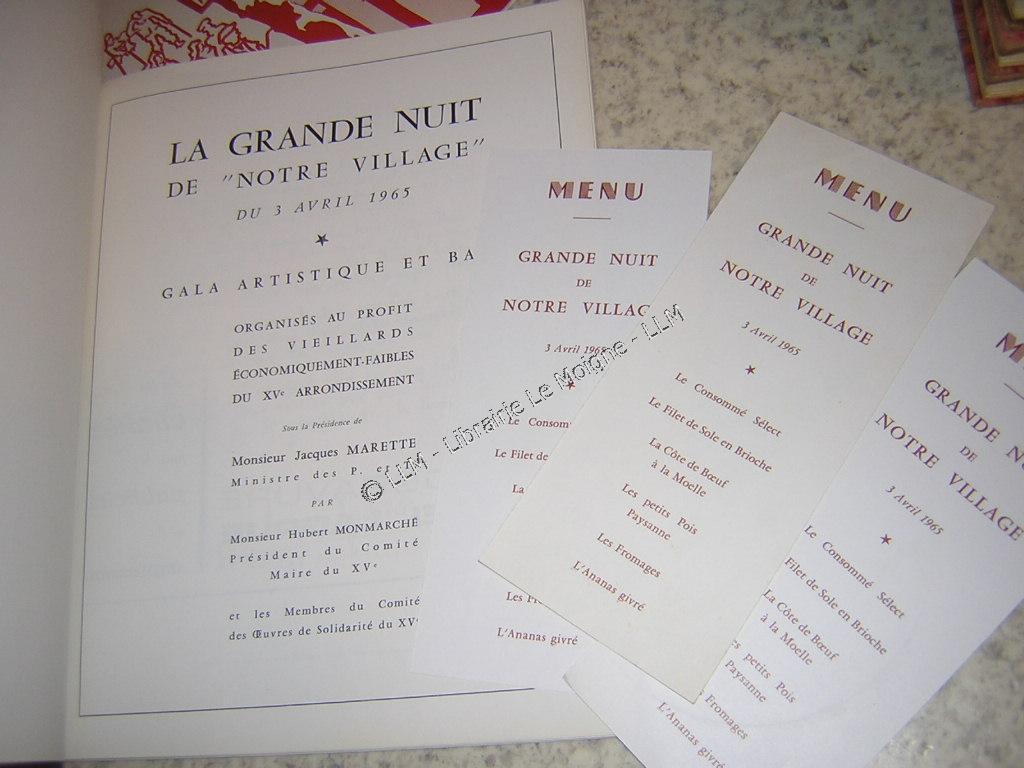 LA GRANDE NUIT
DE "NOTRE VILLAGE"
DU 3 AVRIL 1965
GALA ARTISTIQUE ET BA
ORGANISÉS AU PROFIT
DES VIEILLARDS
ÉCONOMIQUEMENT-FAIBLES
DU XVe ARRONDISSEMENT
Sous la Présidence de
Monsieur Jacques MARETTE
Ministre des P. et
PAR
Monsieur Hubert MONMARCHÉ
Président du Comité
Maire du XVe
et les Membres du Comité
des Œuvres de Solidarité du XVe
MENU
GRANDE NUIT
DE
NOTRE VILLAG
3 Avril 1965
Le Consom
Le Filet de
La
Les Fr
L'Ananas givré
MENU
GRANDE NUIT
DE
NOTRE VILLAGE
3 Avril 1965
Le Consommé Sélect
Le Filet de Sole en Brioche
La Côte de Bœuf
à la Moelle
Les petits Pois
Paysanne
Les Fromages
L'Ananas givré
M
GRANDE N
DE
NOTRE VILLAGE
3 Avril 1965
Le Consommé Sélect
Filet de Sole en Brioche
La Côte de Bœuf
à la Moelle
es petits Pois
Paysanne
Fromages
L'Ananas givré
© LLM - Librairie Le Moigne - LLM